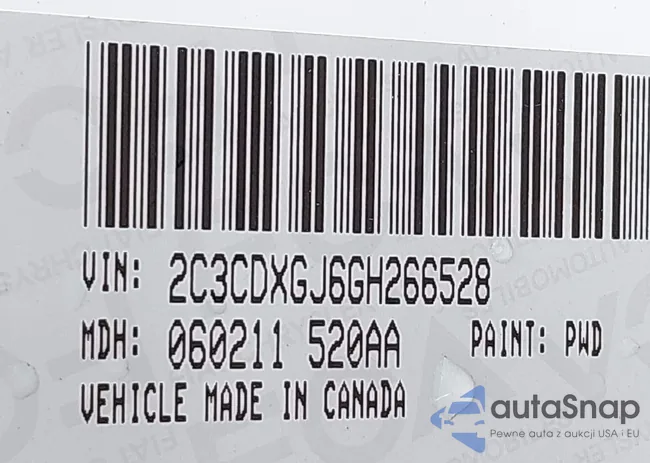 VIN: 2C3CDXGJ6GH266528
MDH: 060211 520AA PAINT: PWD
VEHICLE MADE IN CANADA
autaSnap
Pewne auta z aukcji USA i EU